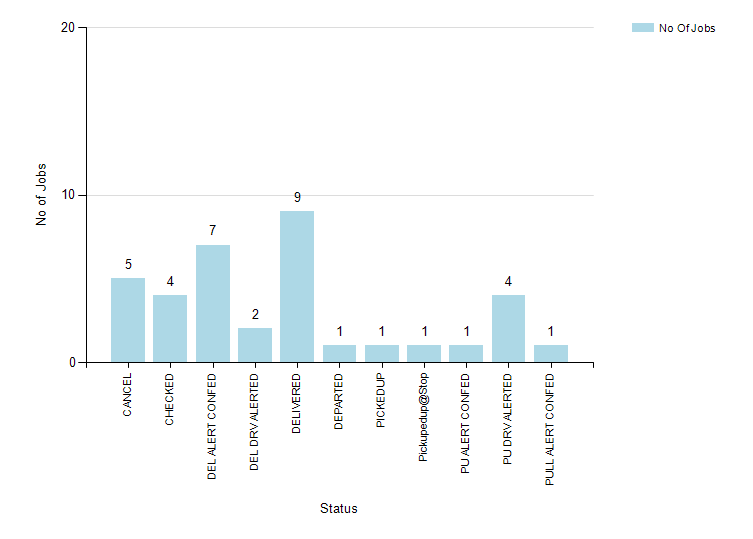 20
No Of Jobs
No of Jobs
10
0
5
4
7
2
9
1
1
1
1
4
1
CANCEL
CHECKED
DEL ALERT CONFED
DEL DRV ALERTED
DELIVERED
DEPARTED
PICKEDUP
Pickupedup@Stop
PU ALERT CONFED
PU DRV ALERTED
PULL ALERT CONFED
Status